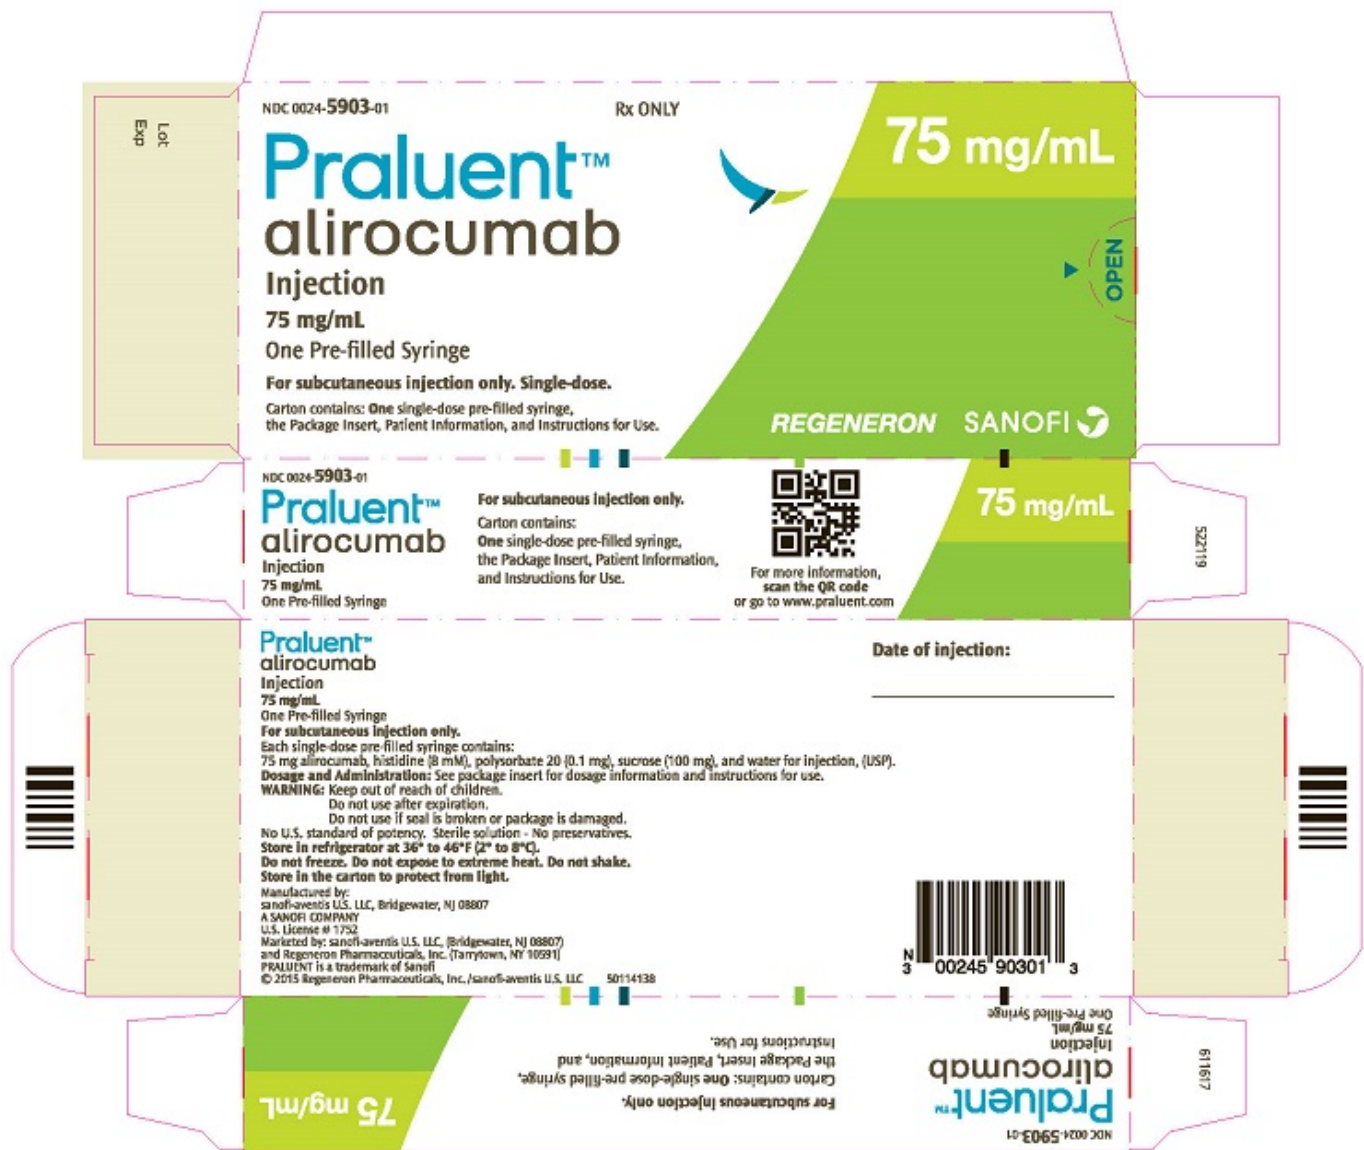 NDC 0024-5903-01
Rx ONLY
Praluent™
alirocumab
Injection
75 mg/mL
One Pre-filled Syringe
For subcutaneous injection only. Single-dose.
Carton contains: One single-dose pre-filled syringe,
the Package Insert, Patient Information, and Instructions for Use.
75 mg/mL
OPEN
REGENERON
SANOFI
Lot
Exp
NDC 0024-5903-01
Praluent™
alirocumab
Injection
75 mg/mL
One Pre-filled Syringe
For subcutaneous injection only.
Carton contains:
One single-dose pre-filled syringe,
the Package Insert, Patient Information,
and Instructions for Use.
For more information,
scan the QR code
or go to www.praluent.com
75 mg/mL
522119
Praluent™
alirocumab
Injection
75 mg/mL
One Pre-filled Syringe
For subcutaneous injection only.
Each single-dose pre-filled syringe contains:
75 mg alirocumab, histidine (8 mM), polysorbate 20 (0.1 mg), sucrose (100 mg), and water for injection, (USP).
Dosage and Administration: See package insert for dosage information and instructions for use.
WARNING: Keep out of reach of children.
Do not use after expiration.
Do not use if seal is broken or package is damaged.
No U.S. standard of potency. Sterile solution - No preservatives.
Store in refrigerator at 36° to 46°F (2° to 8°C).
Do not freeze. Do not expose to extreme heat. Do not shake.
Store in the carton to protect from light.
Manufactured by:
sanofi-aventis U.S. LLC, Bridgewater, NJ 08807
A SANOFI COMPANY
U.S. License # 1752
Marketed by: sanofi-aventis U.S. LLC, (Bridgewater, NJ 08807)
and Regeneron Pharmaceuticals, Inc. (Tarrytown, NY 10591)
PRALUENT is a trademark of Sanofi
© 2015 Regeneron Pharmaceuticals, Inc./sanofi-aventis U.S. LLC 50114138
Date of injection:
N
3 00245 90301 3
NDC 0024-5903-01
Praluent™
alirocumab
Injection
75 mg/mL
One Pre-filled Syringe
For subcutaneous injection only.
Carton contains: One single-dose pre-filled syringe,
the Package Insert, Patient Information, and
Instructions for Use.
75 mg/mL
611617